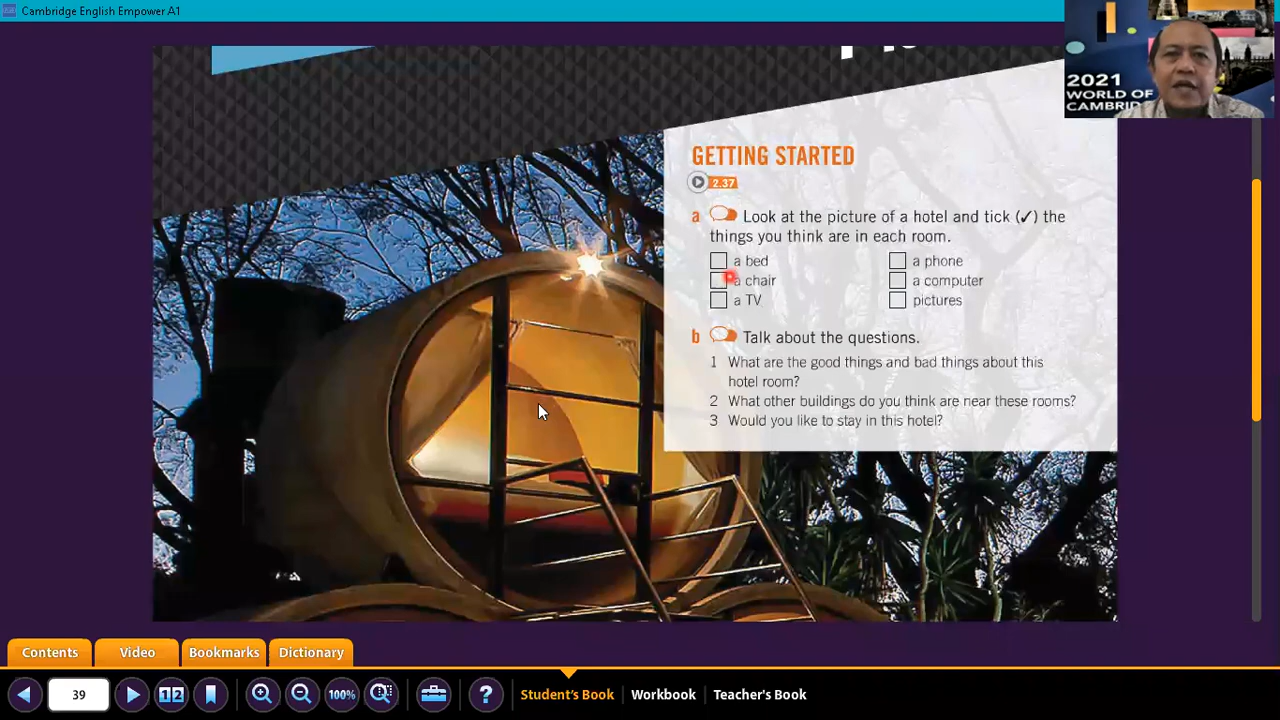 Cambridge English Empower A1
2021
WORLD OF
CAMBRID
GETTING STARTED
2.37
a Look at the picture of a hotel and tick (✓) the
things you think are in each room.
a bed
a phone
a chair
a computer
a TV
pictures
b Talk about the questions.
1 What are the good things and bad things about this
hotel room?
2 What other buildings do you think are near these rooms?
3 Would you like to stay in this hotel?
Contents Video Bookmarks Dictionary
39 12 100% ? Student's Book Workbook Teacher's Book